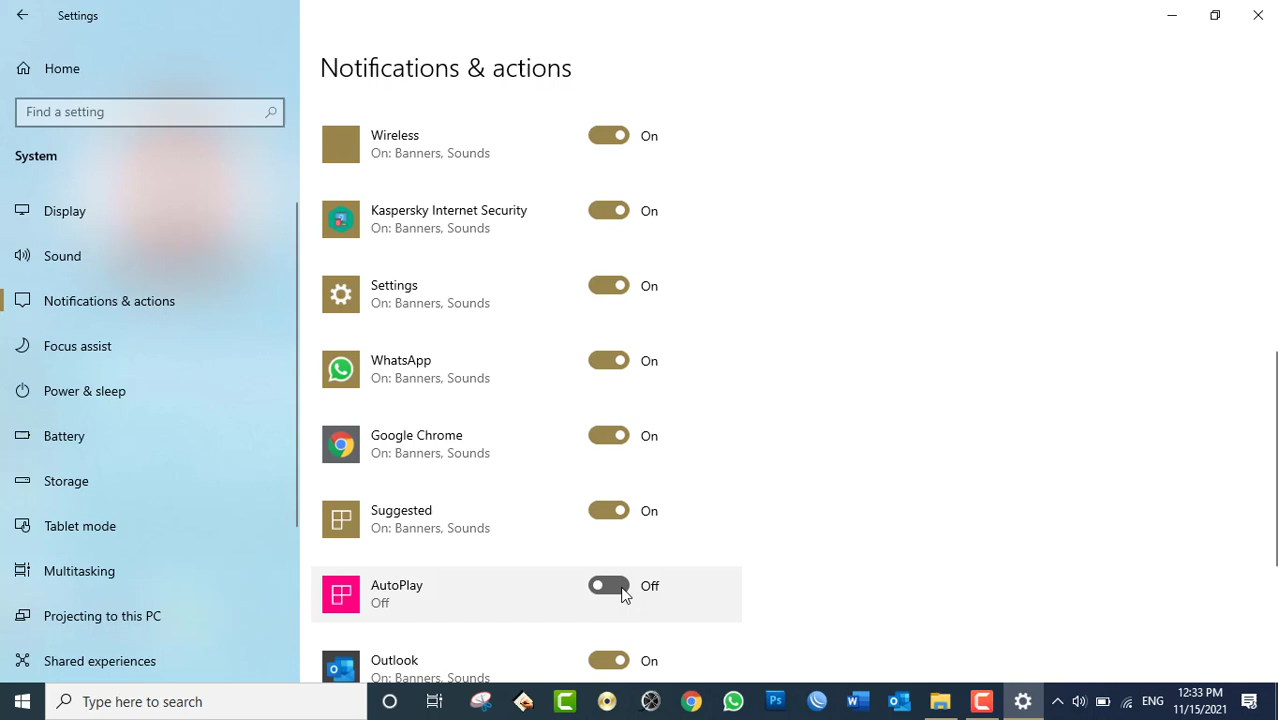 Settings
Home
Find a setting
System
Display
Sound
Notifications & actions
Focus assist
Power & sleep
Battery
Storage
Tablet mode
Multitasking
Projecting to this PC
Shared experiences
Notifications & actions
Wireless
On: Banners, Sounds
On
Kaspersky Internet Security
On: Banners, Sounds
On
Settings
On: Banners, Sounds
On
WhatsApp
On: Banners, Sounds
On
Google Chrome
On: Banners, Sounds
On
Suggested
On: Banners, Sounds
On
AutoPlay
Off
Off
Outlook
On: Banners, Sounds
On
Type here to search
ENG
12:33 PM
11/15/2021